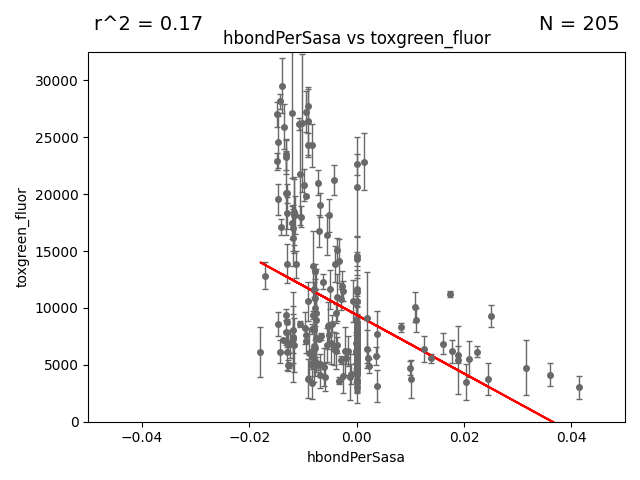 r^2 = 0.17
N = 205
hbondPerSasa vs toxgreen_fluor
30000
25000
20000
15000
10000
5000
0
toxgreen_fluor
−0.04
−0.02
0.00
0.02
0.04
hbondPerSasa